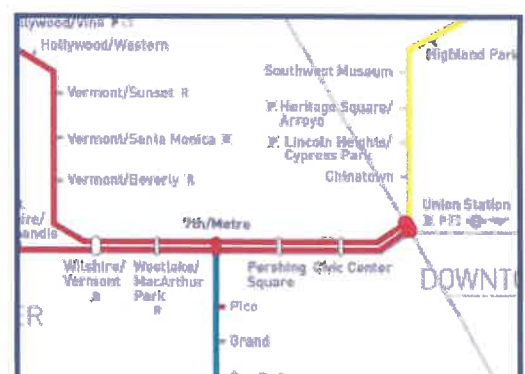 Hollywood/Western
Highland Park
Southwest Museum
Vermont/Sunset
Heritage Square/
Arroyo
Vermont/Santa Monica
Lincoln Heights/
Cypress Park
Vermont/Beverly
Chinatown
Union Station
7th/Metro
Wilshire/
Vermont
Westlake/
MacArthur
Park
Pershing
Square
Civic Center
DOWNT
ER
Pico
Grand